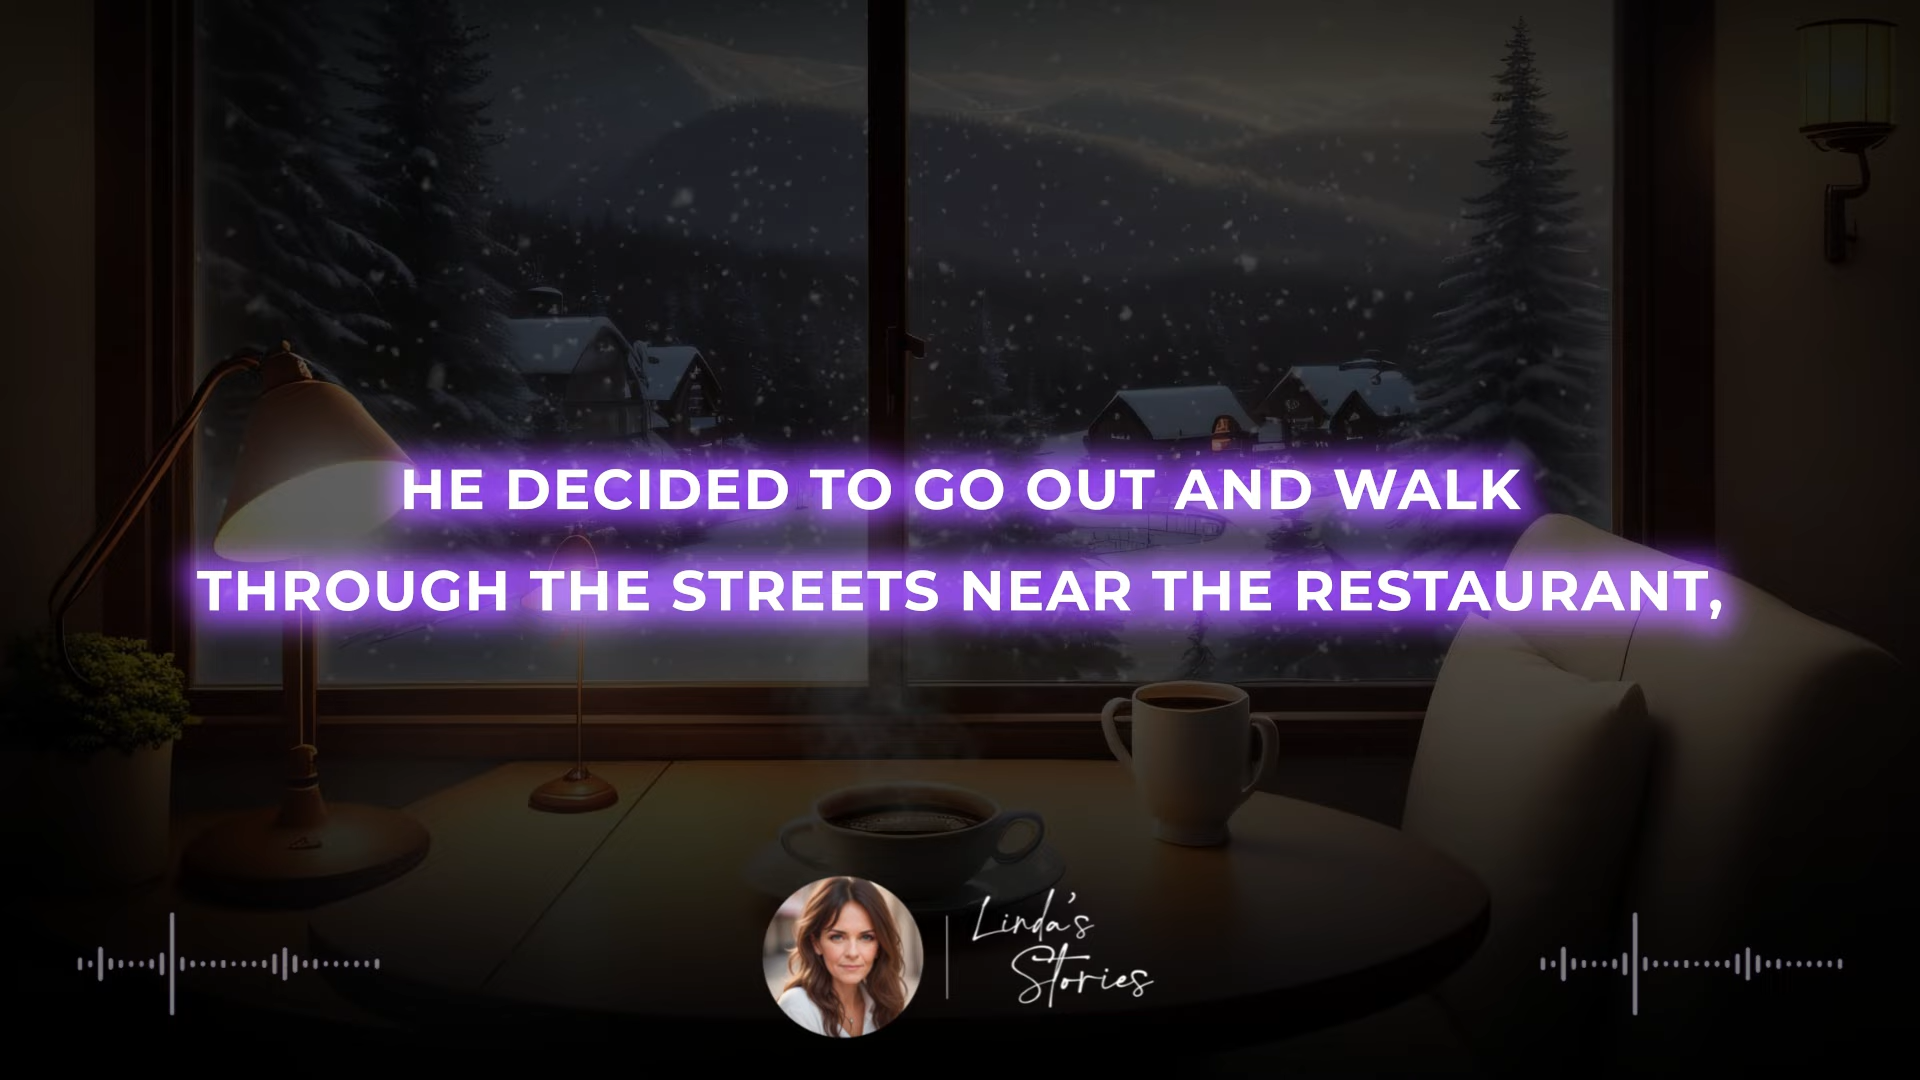 HE DECIDED TO GO OUT AND WALK
THROUGH THE STREETS NEAR THE RESTAURANT,
Linda's
Stories